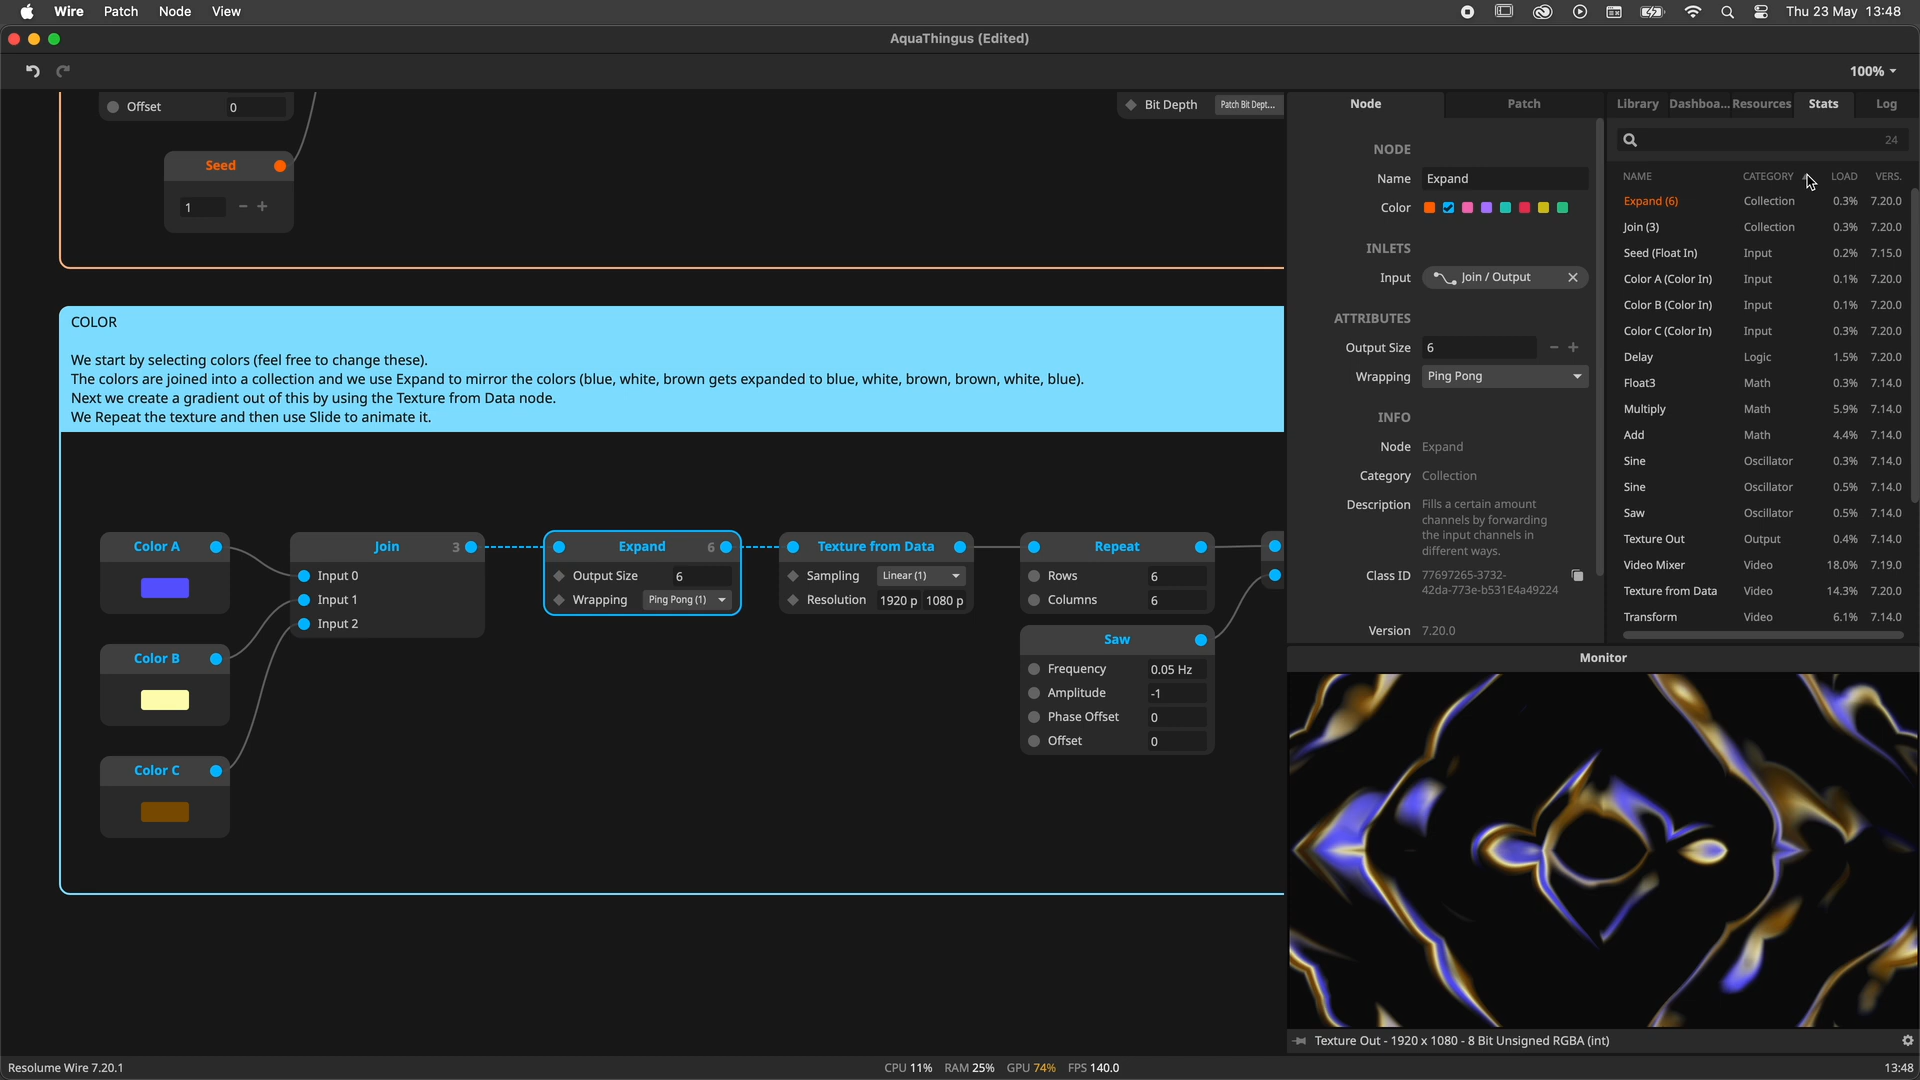 Wire Patch Node View
Thu 23 May 13:48
AquaThingus (Edited)
100%
Offset 0
Seed
1 − +
Bit Depth Patch Bit Dept...
COLOR
We start by selecting colors (feel free to change these).
The colors are joined into a collection and we use Expand to mirror the colors (blue, white, brown gets expanded to blue, white, brown, brown, white, blue).
Next we create a gradient out of this by using the Texture from Data node.
We Repeat the texture and then use Slide to animate it.
Color A
Color B
Color C
Join 3
Input 0
Input 1
Input 2
Expand 6
Output Size 6
Wrapping Ping Pong (1)
Texture from Data
Sampling Linear (1)
Resolution 1920 p 1080 p
Repeat
Rows 6
Columns 6
Saw
Frequency 0.05 Hz
Amplitude -1
Phase Offset 0
Offset 0
Node Patch
NODE
Name Expand
Color
INLETS
Input Join / Output
ATTRIBUTES
Output Size 6 − +
Wrapping Ping Pong
INFO
Node Expand
Category Collection
Description Fills a certain amount
channels by forwarding
the input channels in
different ways.
Class ID 77697265-3732-
42da-773e-b531E4a49224
Version 7.20.0
Library Dashboa... Resources Stats Log
24
NAME CATEGORY LOAD VERS.
Expand (6) Collection 0.3% 7.20.0
Join (3) Collection 0.3% 7.20.0
Seed (Float In) Input 0.2% 7.15.0
Color A (Color In) Input 0.1% 7.20.0
Color B (Color In) Input 0.1% 7.20.0
Color C (Color In) Input 0.3% 7.20.0
Delay Logic 1.5% 7.20.0
Float3 Math 0.3% 7.14.0
Multiply Math 5.9% 7.14.0
Add Math 4.4% 7.14.0
Sine Oscillator 0.3% 7.14.0
Sine Oscillator 0.5% 7.14.0
Saw Oscillator 0.5% 7.14.0
Texture Out Output 0.4% 7.14.0
Video Mixer Video 18.0% 7.19.0
Texture from Data Video 14.3% 7.20.0
Transform Video 6.1% 7.14.0
Monitor
Texture Out - 1920 x 1080 - 8 Bit Unsigned RGBA (int)
Resolume Wire 7.20.1
CPU 11% RAM 25% GPU 74% FPS 140.0
13:48